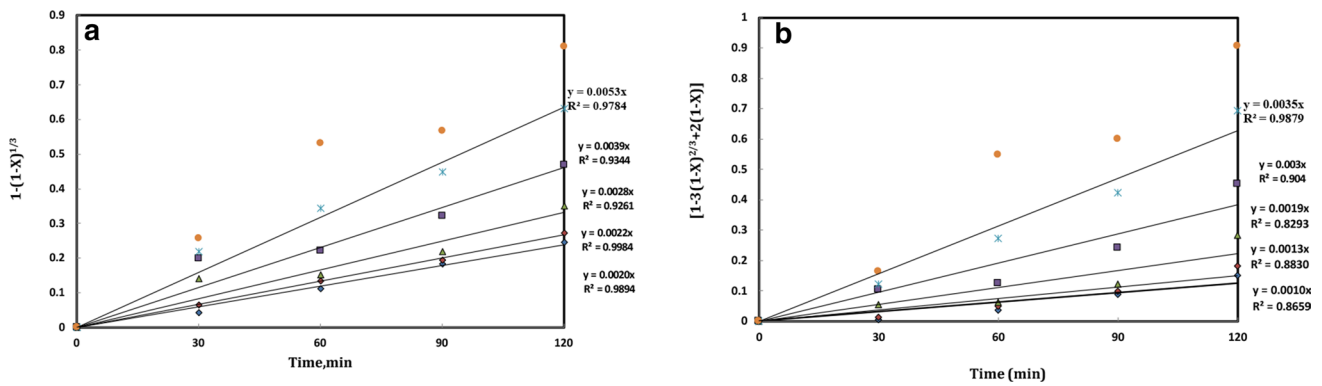 a
0.9
0.8
0.7
0.6
0.5
0.4
0.3
0.2
0.1
0
1-(1-X)^1/3
0 30 60 90 120
Time,min
y = 0.0053x
R² = 0.9784
y = 0.0039x
R² = 0.9344
y = 0.0028x
R² = 0.9261
y = 0.0022x
R² = 0.9984
y = 0.0020x
R² = 0.9894
b
1
0.9
0.8
0.7
0.6
0.5
0.4
0.3
0.2
0.1
0
[1-3(1-X)^2/3+2(1-X)]
0 30 60 90 120
Time (min)
y = 0.0035x
R² = 0.9879
y = 0.003x
R² = 0.904
y = 0.0019x
R² = 0.8293
y = 0.0013x
R² = 0.8830
y = 0.0010x
R² = 0.8659